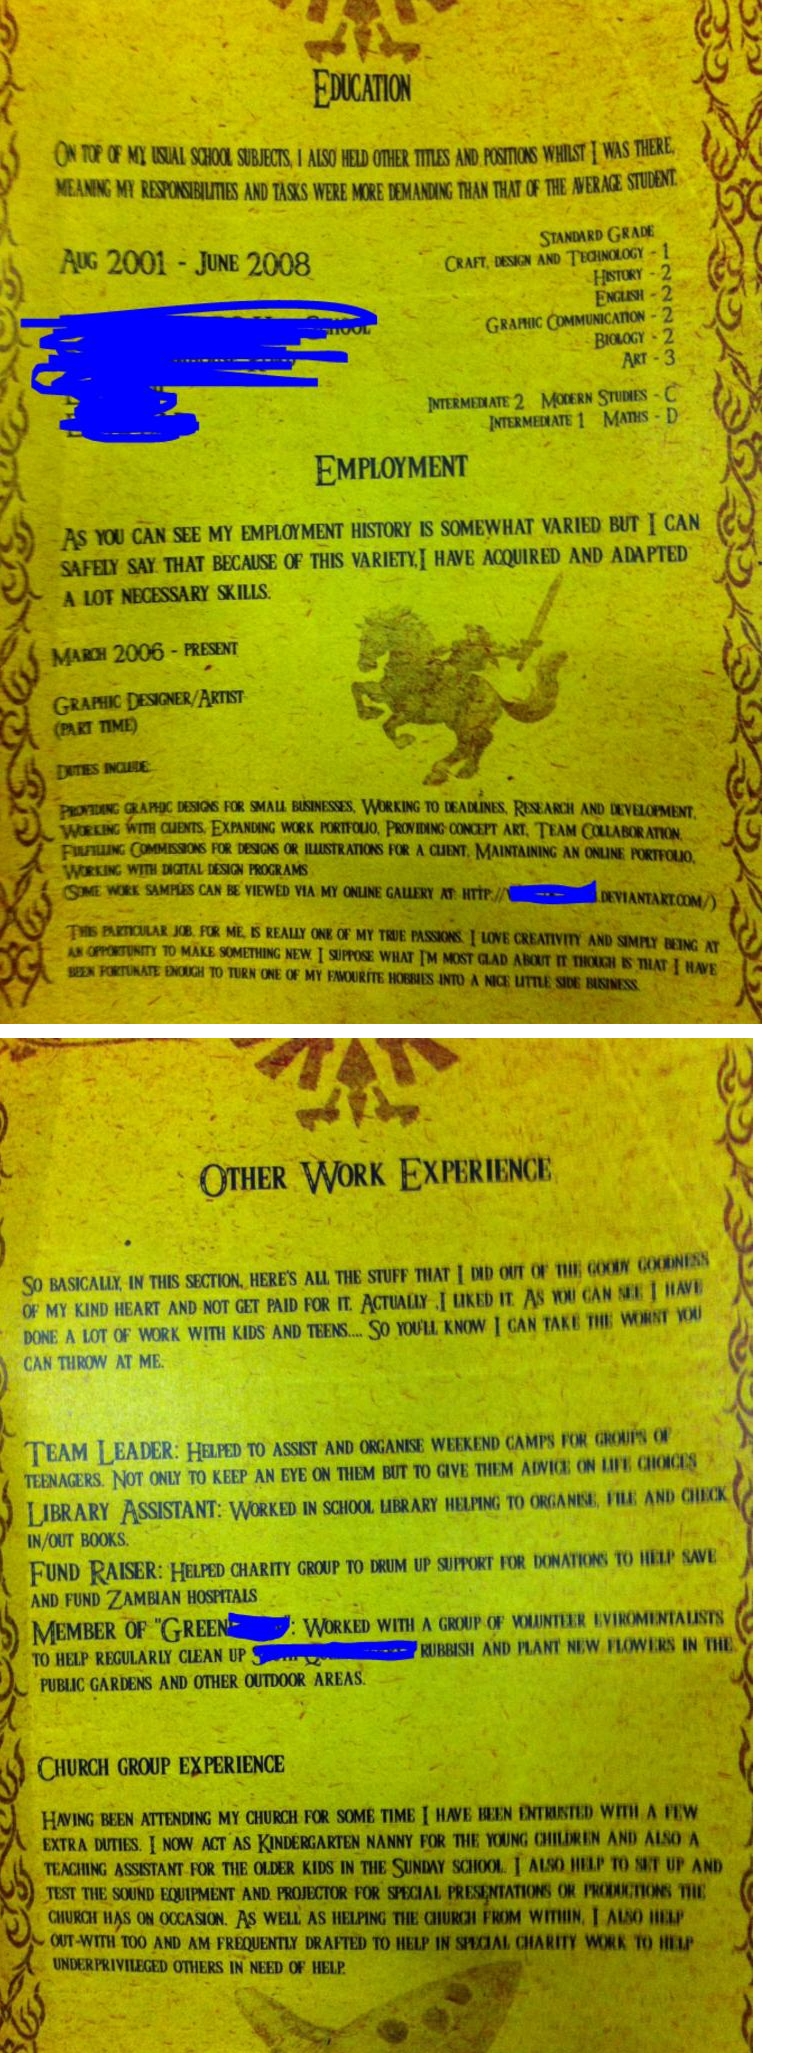 Education
On top of my usual school subjects, I also held other titles and positions whilst I was there,
meaning my responsibilities and tasks were more demanding than that of the average student.
Aug 2001 - June 2008
Standard Grade
Craft, design and Technology - 1
History - 2
English - 2
Graphic Communication - 2
Biology - 2
Art - 3
School
Intermediate 2 Modern Studies - C
Intermediate 1 Maths - D
Employment
As you can see my employment history is somewhat varied but I can
safely say that because of this variety,I have acquired and adapted
a lot necessary skills.
March 2006 - present
Graphic Designer/Artist
(part time)
Duties include:
Providing graphic designs for small businesses, Working to deadlines, Research and development,
Working with clients, Expanding work portfolio, Providing concept art, Team Collaboration,
Fulfilling Commissions for designs or illustrations for a client, Maintaining an online portfolio,
Working with digital design programs
(Some work samples can be viewed via my online gallery at: http:// .deviantart.com/)
This particular job, for me, is really one of my true passions. I love creativity and simply being at
an opportunity to make something new. I suppose what I'm most glad about it though is that I have
been fortunate enough to turn one of my favourite hobbies into a nice little side business.
Other Work Experience
So basically, in this section, here's all the stuff that I did out of the goody goodness
of my kind heart and not get paid for it. Actually ,I liked it. As you can see I have
done a lot of work with kids and teens.... So you'll know I can take the worst you
can throw at me.
Team Leader: Helped to assist and organise weekend camps for groups of
teenagers. Not only to keep an eye on them but to give them advice on life choices
Library Assistant: Worked in school library helping to organise, file and check
in/out books.
Fund Raiser: Helped charity group to drum up support for donations to help save
and fund Zambian hospitals
Member of "Green ": Worked with a group of volunteer eviromentalists
to help regularly clean up rubbish and plant new flowers in the
public gardens and other outdoor areas.
Church group experience
Having been attending my church for some time I have been entrusted with a few
extra duties. I now act as Kindergarten nanny for the young children and also a
teaching assistant for the older kids in the Sunday school. I also help to set up and
test the sound equipment and projector for special presentations or productions the
church has on occasion. As well as helping the church from within, I also help
out-with too and am frequently drafted to help in special charity work to help
underprivileged others in need of help.